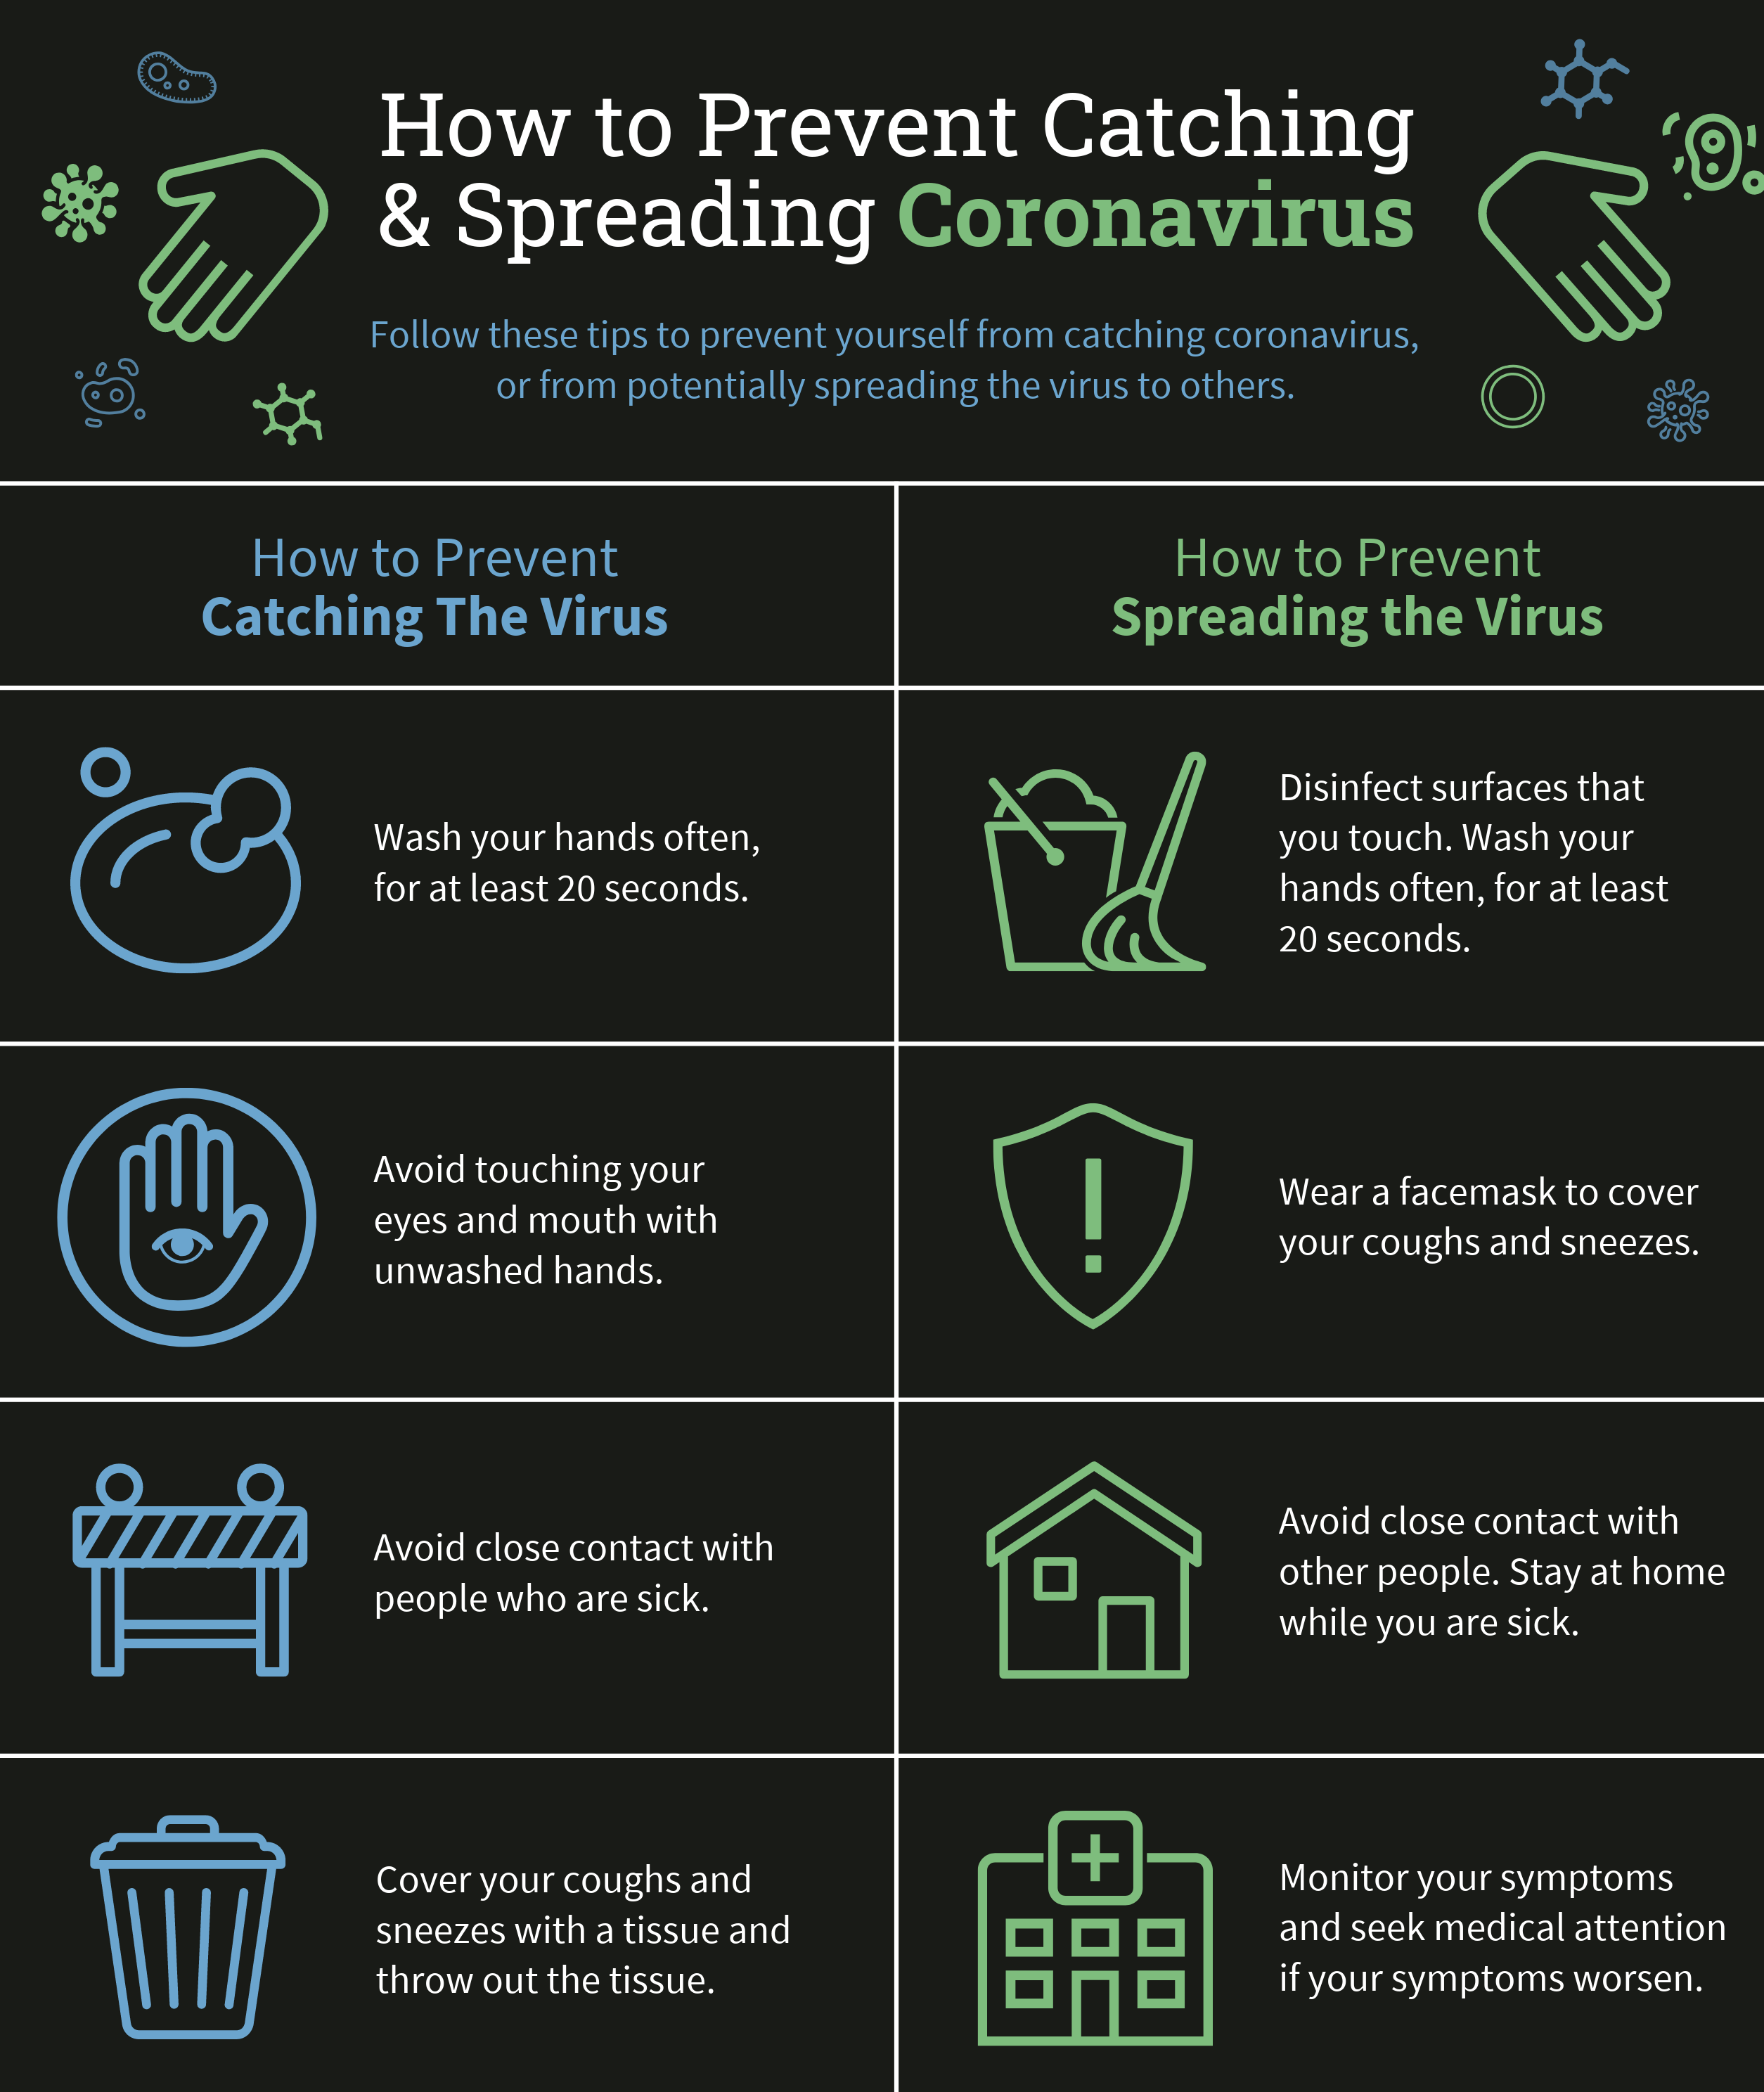 How to Prevent Catching
& Spreading Coronavirus
Follow these tips to prevent yourself from catching coronavirus,
or from potentially spreading the virus to others.
How to Prevent
Catching The Virus
How to Prevent
Spreading the Virus
Wash your hands often,
for at least 20 seconds.
Disinfect surfaces that
you touch. Wash your
hands often, for at least
20 seconds.
Avoid touching your
eyes and mouth with
unwashed hands.
Wear a facemask to cover
your coughs and sneezes.
Avoid close contact with
people who are sick.
Avoid close contact with
other people. Stay at home
while you are sick.
Cover your coughs and
sneezes with a tissue and
throw out the tissue.
Monitor your symptoms
and seek medical attention
if your symptoms worsen.